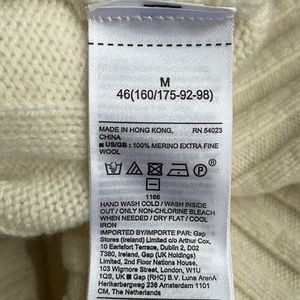 M
46(160/175-92-98)
MADE IN HONG KONG, RN 54023
CHINA
US/GB: 100% MERINO EXTRA FINE
WOOL
1166
HAND WASH COLD / WASH INSIDE
OUT / ONLY NON-CHLORINE BLEACH
WHEN NEEDED / DRY FLAT / COOL
IRON
IMPORTED BY/IMPORTE PAR: GAP
Stores (Ireland) Limited c/o Arthur Cox,
10 Earlsfort Terrace, Dublin 2, D02
T380, Ireland, Gap (UK Holdings)
Limited, 2nd Floor Nations House,
103 Wigmore Street, London, W1U
1QS, UK Gap (RHC) B.V. Luna ArenA
Herikerbergweg 238 1101 CM, The Netherlands